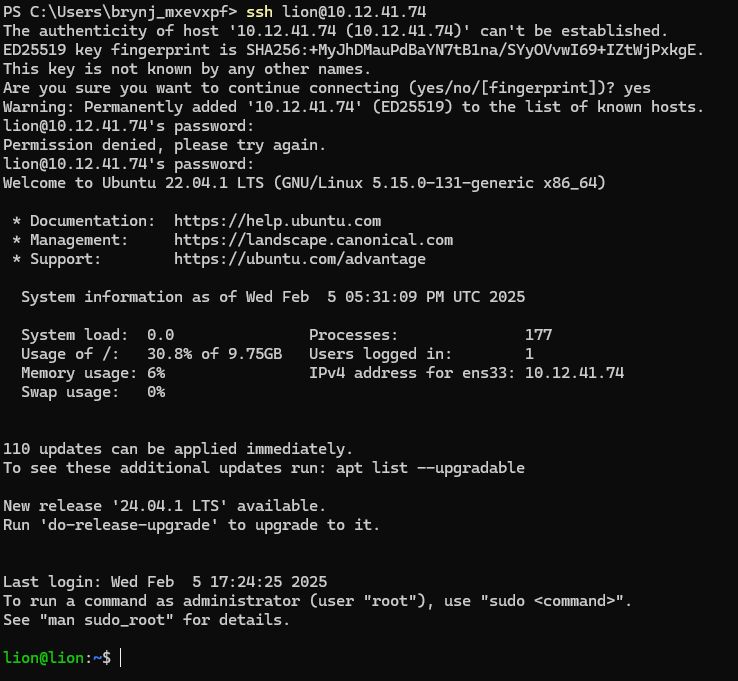 PS C:\Users\brynj_mxevxpf> ssh lion@10.12.41.74
The authenticity of host '10.12.41.74 (10.12.41.74)' can't be established.
ED25519 key fingerprint is SHA256:+MyJhDMauPdBaYN7tB1na/SYyOVvwI69+IZtWjPxkgE.
This key is not known by any other names.
Are you sure you want to continue connecting (yes/no/[fingerprint])? yes
Warning: Permanently added '10.12.41.74' (ED25519) to the list of known hosts.
lion@10.12.41.74's password:
Permission denied, please try again.
lion@10.12.41.74's password:
Welcome to Ubuntu 22.04.1 LTS (GNU/Linux 5.15.0-131-generic x86_64)

 * Documentation:  https://help.ubuntu.com
 * Management:     https://landscape.canonical.com
 * Support:        https://ubuntu.com/advantage

  System information as of Wed Feb  5 05:31:09 PM UTC 2025

  System load:  0.0               Processes:              177
  Usage of /:   30.8% of 9.75GB   Users logged in:        1
  Memory usage: 6%                IPv4 address for ens33: 10.12.41.74
  Swap usage:   0%


110 updates can be applied immediately.
To see these additional updates run: apt list --upgradable

New release '24.04.1 LTS' available.
Run 'do-release-upgrade' to upgrade to it.


Last login: Wed Feb  5 17:24:25 2025
To run a command as administrator (user "root"), use "sudo <command>".
See "man sudo_root" for details.

lion@lion:~$